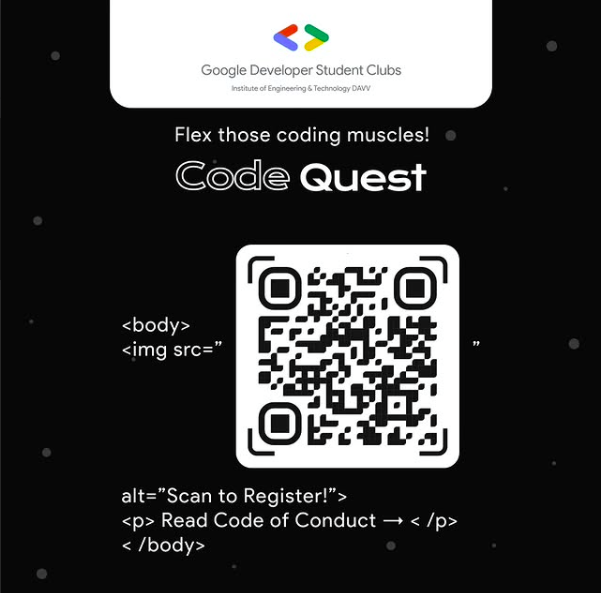 Google Developer Student Clubs
Institute of Engineering & Technology DAVV
Flex those coding muscles!
Code Quest
<body>
<img src=” ”
alt=”Scan to Register!”>
<p> Read Code of Conduct → < /p>
< /body>